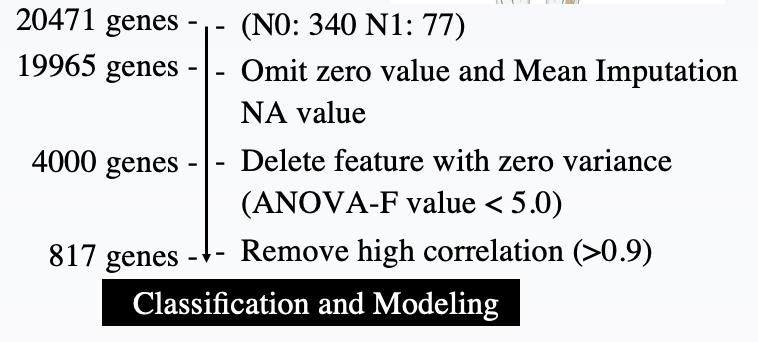 20471 genes - - (N0: 340 N1: 77)
19965 genes - - Omit zero value and Mean Imputation
NA value
4000 genes - - Delete feature with zero variance
(ANOVA-F value < 5.0)
817 genes - - Remove high correlation (>0.9)
Classification and Modeling